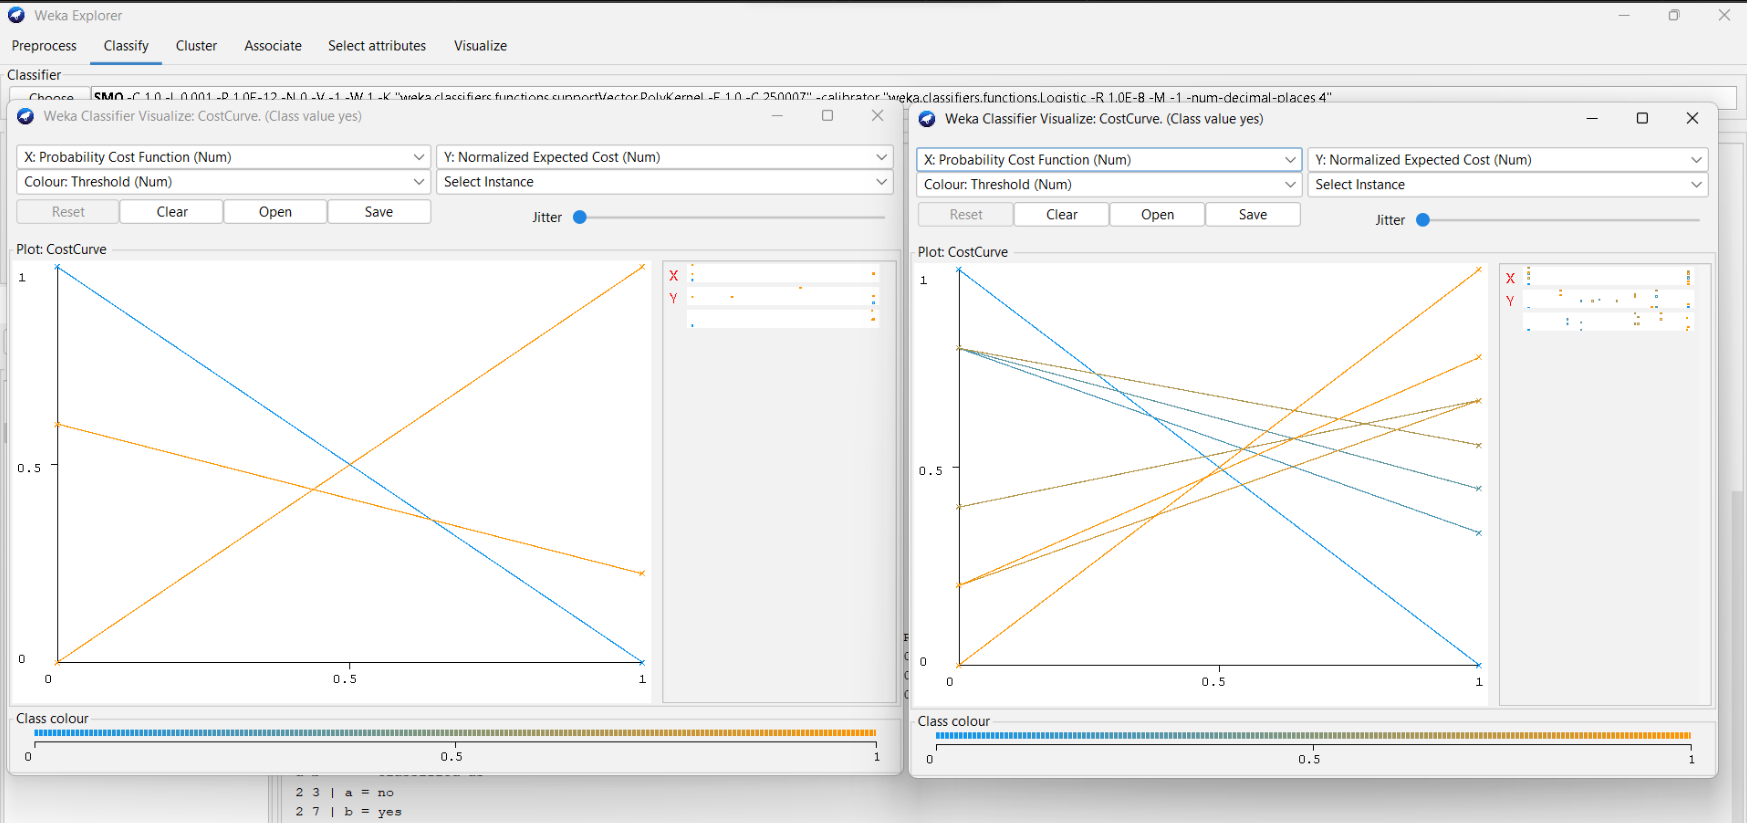 Weka Explorer
Preprocess Classify Cluster Associate Select attributes Visualize
Classifier
Choose SMO -C 1.0 -L 0.001 -P 1.0E-12 -N 0 -V -1 -W 1 -K "weka.classifiers.functions.supportVector.PolyKernel -E 1.0 -C 250007" -calibrator "weka.classifiers.functions.Logistic -R 1.0E-8 -M -1 -num-decimal-places 4"
Weka Classifier Visualize: CostCurve. (Class value yes)
X: Probability Cost Function (Num) Y: Normalized Expected Cost (Num)
Colour: Threshold (Num) Select Instance
Reset Clear Open Save Jitter
Plot: CostCurve
1
X
Y
0.5
0
0 0.5 1
Class colour
0 0.5 1
Weka Classifier Visualize: CostCurve. (Class value yes)
X: Probability Cost Function (Num) Y: Normalized Expected Cost (Num)
Colour: Threshold (Num) Select Instance
Reset Clear Open Save Jitter
Plot: CostCurve
1
X
Y
0.5
0
0 0.5 1
Class colour
0 0.5 1
2 3 | a = no
2 7 | b = yes